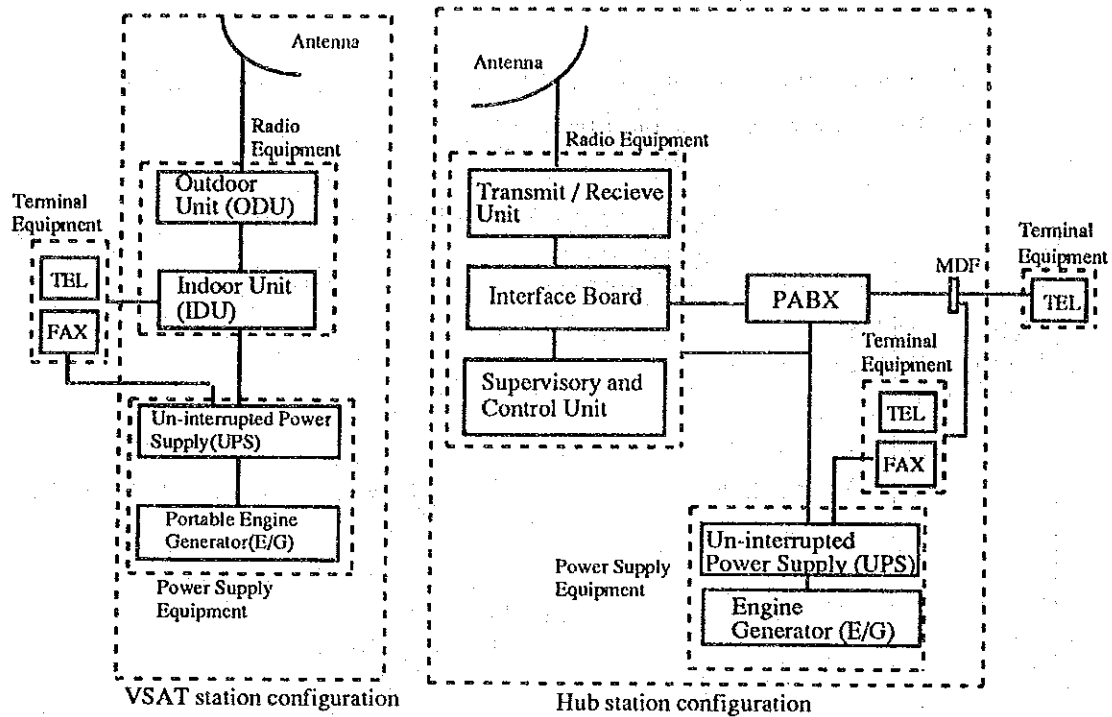 Antenna
Radio
Equipment
Outdoor
Unit (ODU)
Terminal
Equipment
TEL
FAX
Indoor Unit
(IDU)
Un-interrupted Power
Supply(UPS)
Portable Engine
Generator(E/G)
Power Supply
Equipment
VSAT station configuration
Antenna
Radio Equipment
Transmit / Recieve
Unit
Interface Board
Supervisory and
Control Unit
PABX
MDF
Terminal
Equipment
TEL
Terminal
Equipment
TEL
FAX
Un-interrupted
Power Supply (UPS)
Power Supply
Equipment
Engine
Generator (E/G)
Hub station configuration